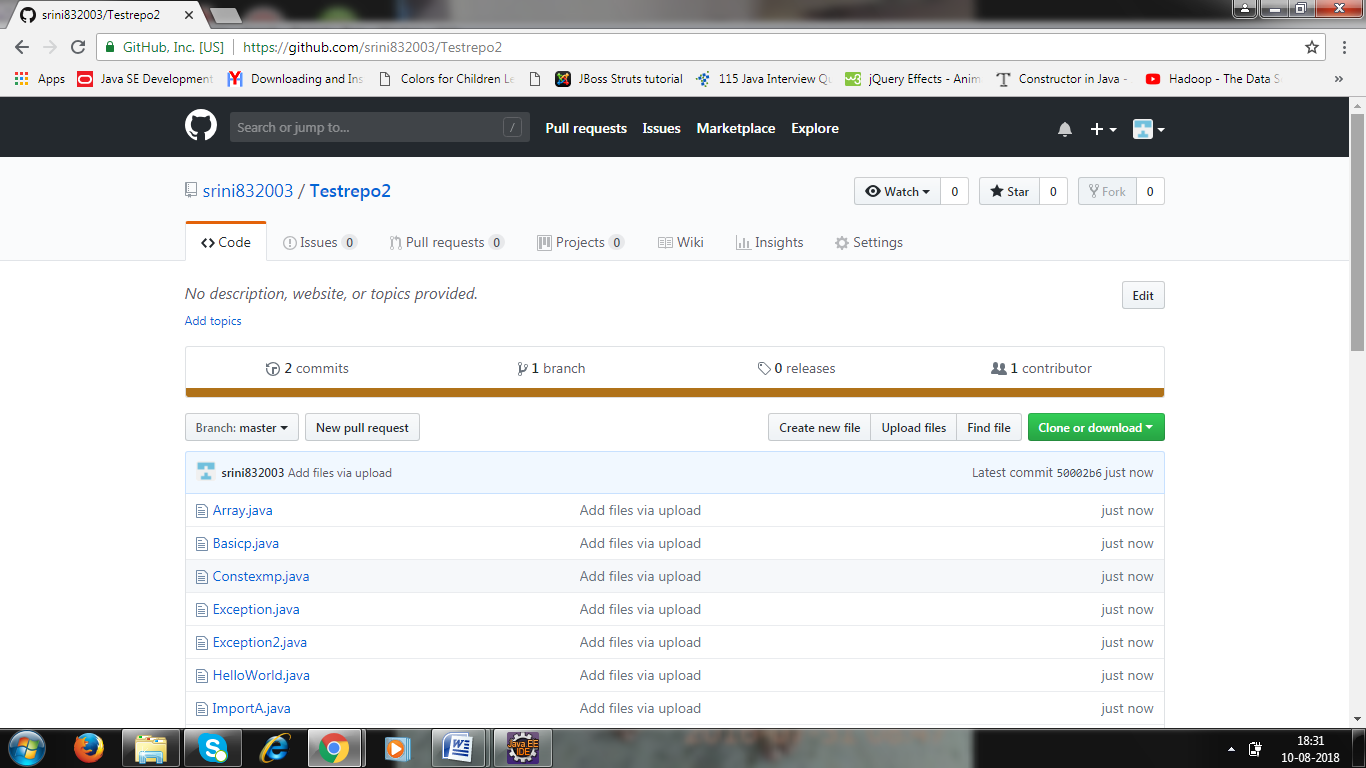 srini832003/Testrepo2
GitHub, Inc. [US] https://github.com/srini832003/Testrepo2
Apps Java SE Development Downloading and Ins Colors for Children Le JBoss Struts tutorial 115 Java Interview Qu jQuery Effects - Anim Constructor in Java - Hadoop - The Data S »
Search or jump to... / Pull requests Issues Marketplace Explore
srini832003 / Testrepo2 Watch 0 Star 0 Fork 0
Code Issues 0 Pull requests 0 Projects 0 Wiki Insights Settings
No description, website, or topics provided. Edit
Add topics
2 commits 1 branch 0 releases 1 contributor
Branch: master New pull request Create new file Upload files Find file Clone or download
srini832003 Add files via upload Latest commit 50002b6 just now
Array.java Add files via upload just now
Basicp.java Add files via upload just now
Constexmp.java Add files via upload just now
Exception.java Add files via upload just now
Exception2.java Add files via upload just now
HelloWorld.java Add files via upload just now
ImportA.java Add files via upload just now
Java EE
IDE
18:31
10-08-2018